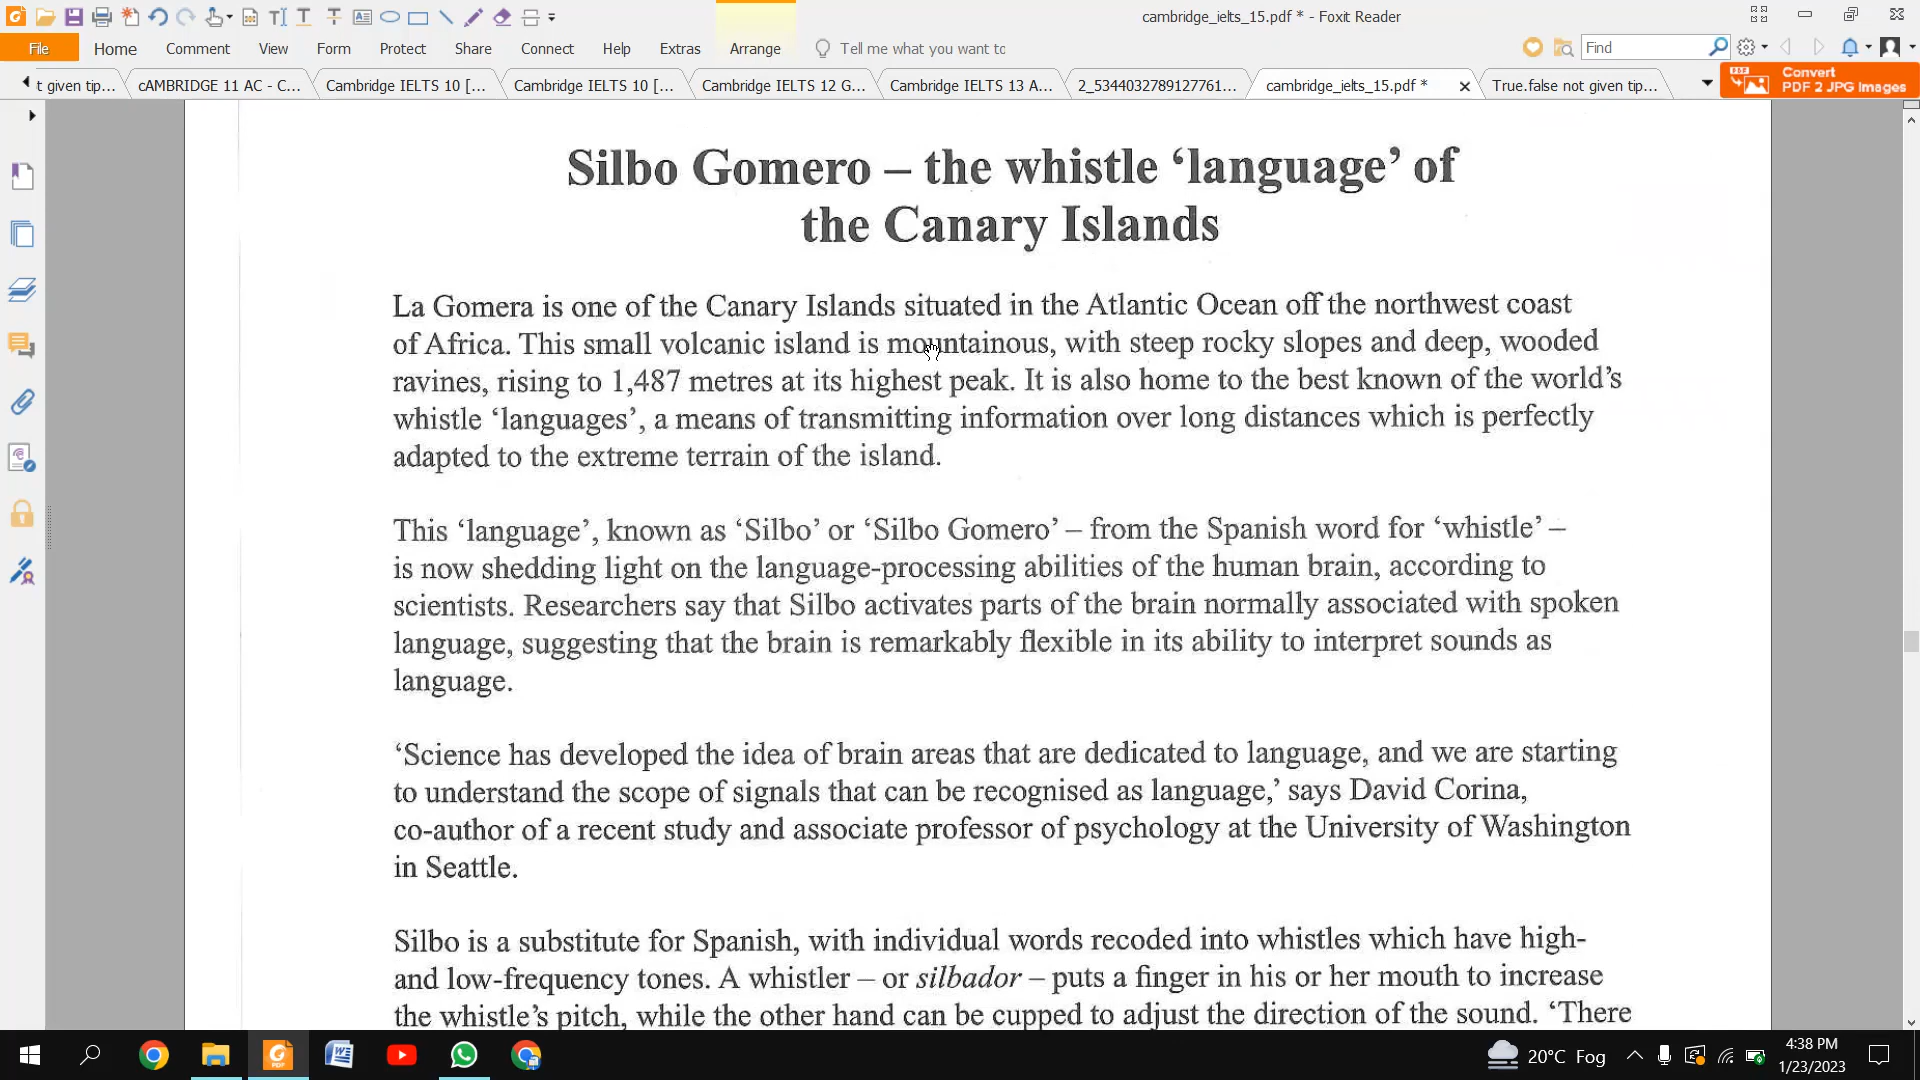 cambridge_ielts_15.pdf * - Foxit Reader
File Home Comment View Form Protect Share Connect Help Extras Arrange Tell me what you want to Find
t given tip... cAMBRIDGE 11 AC - C... Cambridge IELTS 10 [... Cambridge IELTS 10 [... Cambridge IELTS 12 G... Cambridge IELTS 13 A... 2_5344032789127761... cambridge_ielts_15.pdf * True.false not given tip...
Convert
PDF 2 JPG Images
Silbo Gomero – the whistle ‘language’ of
the Canary Islands
La Gomera is one of the Canary Islands situated in the Atlantic Ocean off the northwest coast
of Africa. This small volcanic island is mountainous, with steep rocky slopes and deep, wooded
ravines, rising to 1,487 metres at its highest peak. It is also home to the best known of the world’s
whistle ‘languages’, a means of transmitting information over long distances which is perfectly
adapted to the extreme terrain of the island.
This ‘language’, known as ‘Silbo’ or ‘Silbo Gomero’ – from the Spanish word for ‘whistle’ –
is now shedding light on the language-processing abilities of the human brain, according to
scientists. Researchers say that Silbo activates parts of the brain normally associated with spoken
language, suggesting that the brain is remarkably flexible in its ability to interpret sounds as
language.
‘Science has developed the idea of brain areas that are dedicated to language, and we are starting
to understand the scope of signals that can be recognised as language,’ says David Corina,
co-author of a recent study and associate professor of psychology at the University of Washington
in Seattle.
Silbo is a substitute for Spanish, with individual words recoded into whistles which have high-
and low-frequency tones. A whistler – or silbador – puts a finger in his or her mouth to increase
the whistle’s pitch, while the other hand can be cupped to adjust the direction of the sound. ‘There
20°C Fog
4:38 PM
1/23/2023